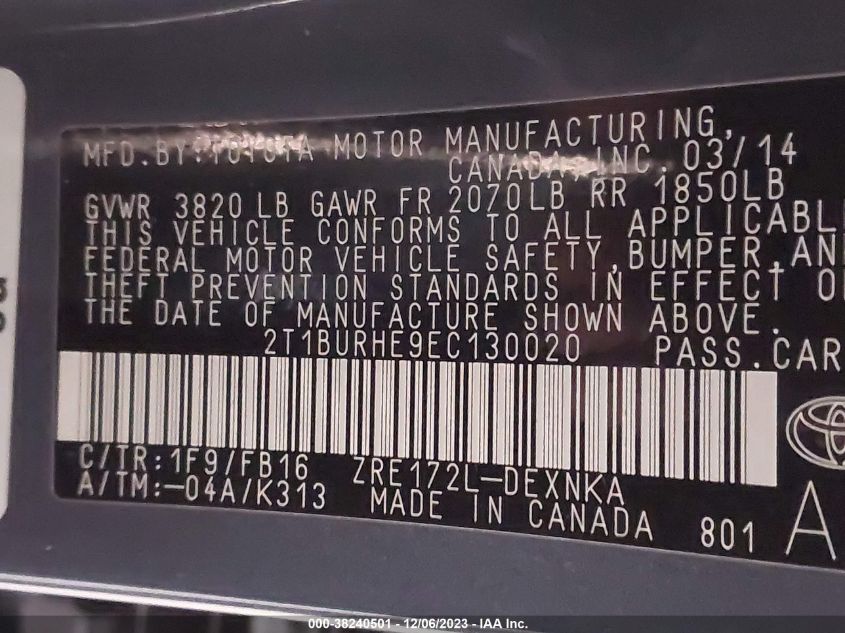 MFD.BY:TOYOTA MOTOR MANUFACTURING,
CANADA, INC. 03/14
GVWR 3820 LB GAWR FR 2070LB RR 1850LB
THIS VEHICLE CONFORMS TO ALL APPLICABL
FEDERAL MOTOR VEHICLE SAFETY, BUMPER, AN
THEFT PREVENTION STANDARDS IN EFFECT O
THE DATE OF MANUFACTURE SHOWN ABOVE.
2T1BURHE9EC130020 PASS.CAR
C/TR:1F9/FB16 ZRE172L-DEXNKA
A/TM:-04A/K313 MADE IN CANADA 801 A
000-38240501 - 12/06/2023 - IAA Inc.